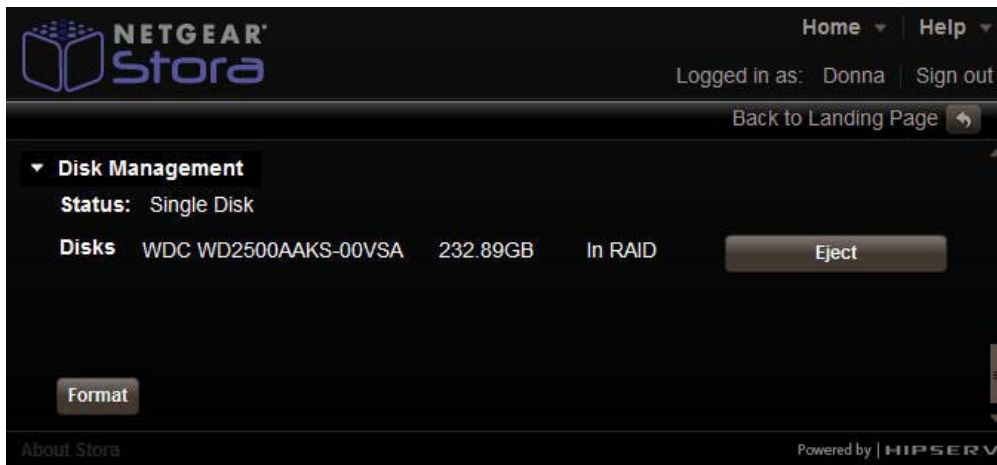 NETGEAR
Stora
Home Help
Logged in as: Donna Sign out
Back to Landing Page
Disk Management
Status: Single Disk
Disks WDC WD2500AAKS-00VSA 232.89GB In RAID Eject
Format
About Stora
Powered by | HIPSERV